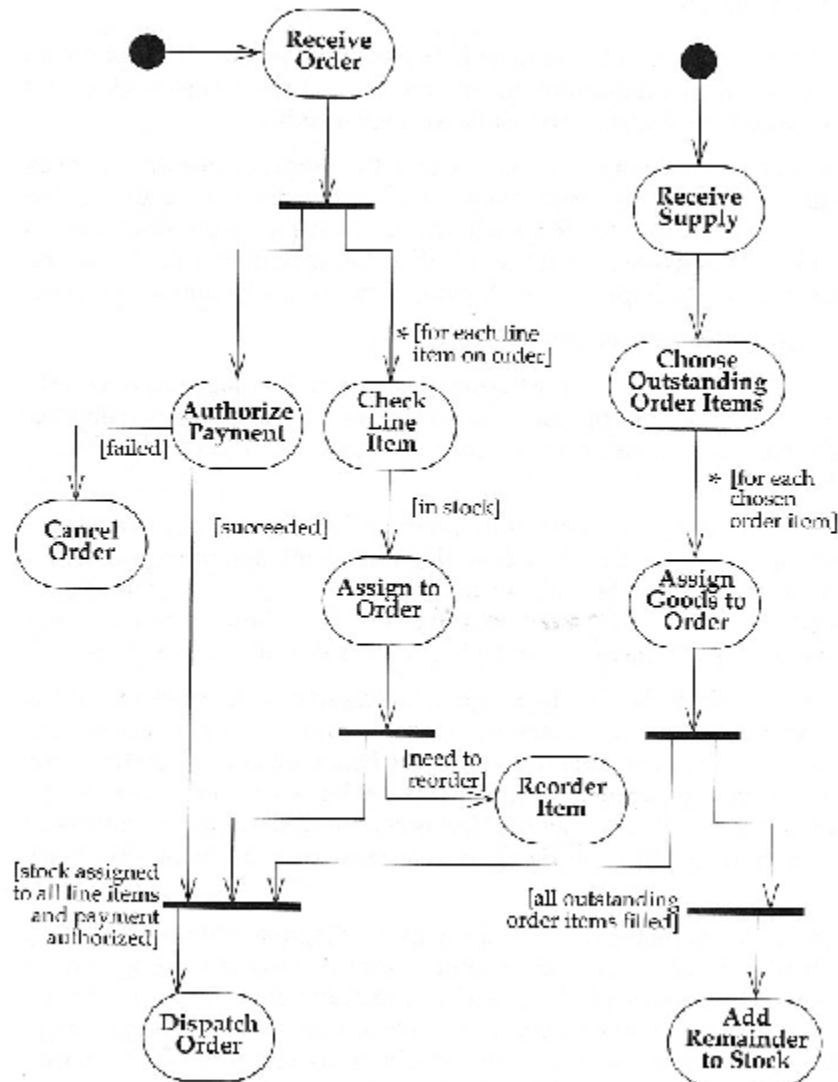 Receive
Order
Receive
Supply
* [for each line
item on order]
Choose
Outstanding
Order Items
Authorize
Payment
Check
Line
Item
[failed]
* [for each
chosen
order item]
Cancel
Order
[succeeded]
[in stock]
Assign to
Order
Assign
Goods to
Order
[need to
reorder]
Reorder
Item
[stock assigned
to all line items
and payment
authorized]
[all outstanding
order items filled]
Dispatch
Order
Add
Remainder
to Stock